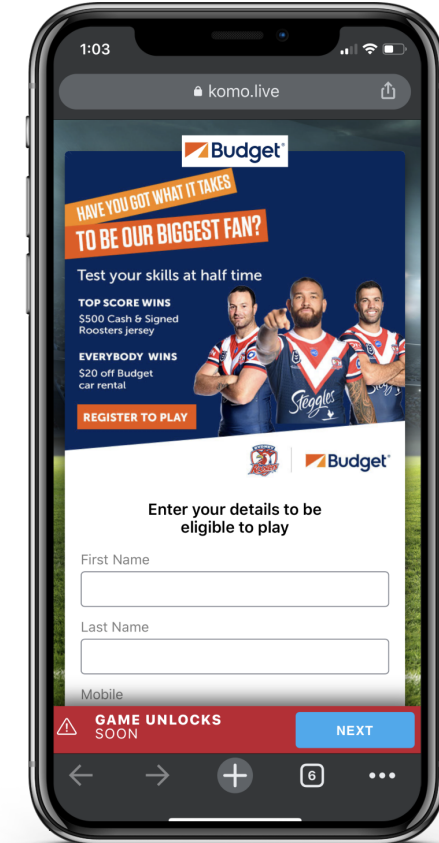 1:03
komo.live
Budget
HAVE YOU GOT WHAT IT TAKES
TO BE OUR BIGGEST FAN?
Test your skills at half time
TOP SCORE WINS
$500 Cash & Signed
Roosters jersey
EVERYBODY WINS
$20 off Budget
car rental
REGISTER TO PLAY
Steggles
Budget
Enter your details to be
eligible to play
First Name
Last Name
Mobile
GAME UNLOCKS
SOON
NEXT
6